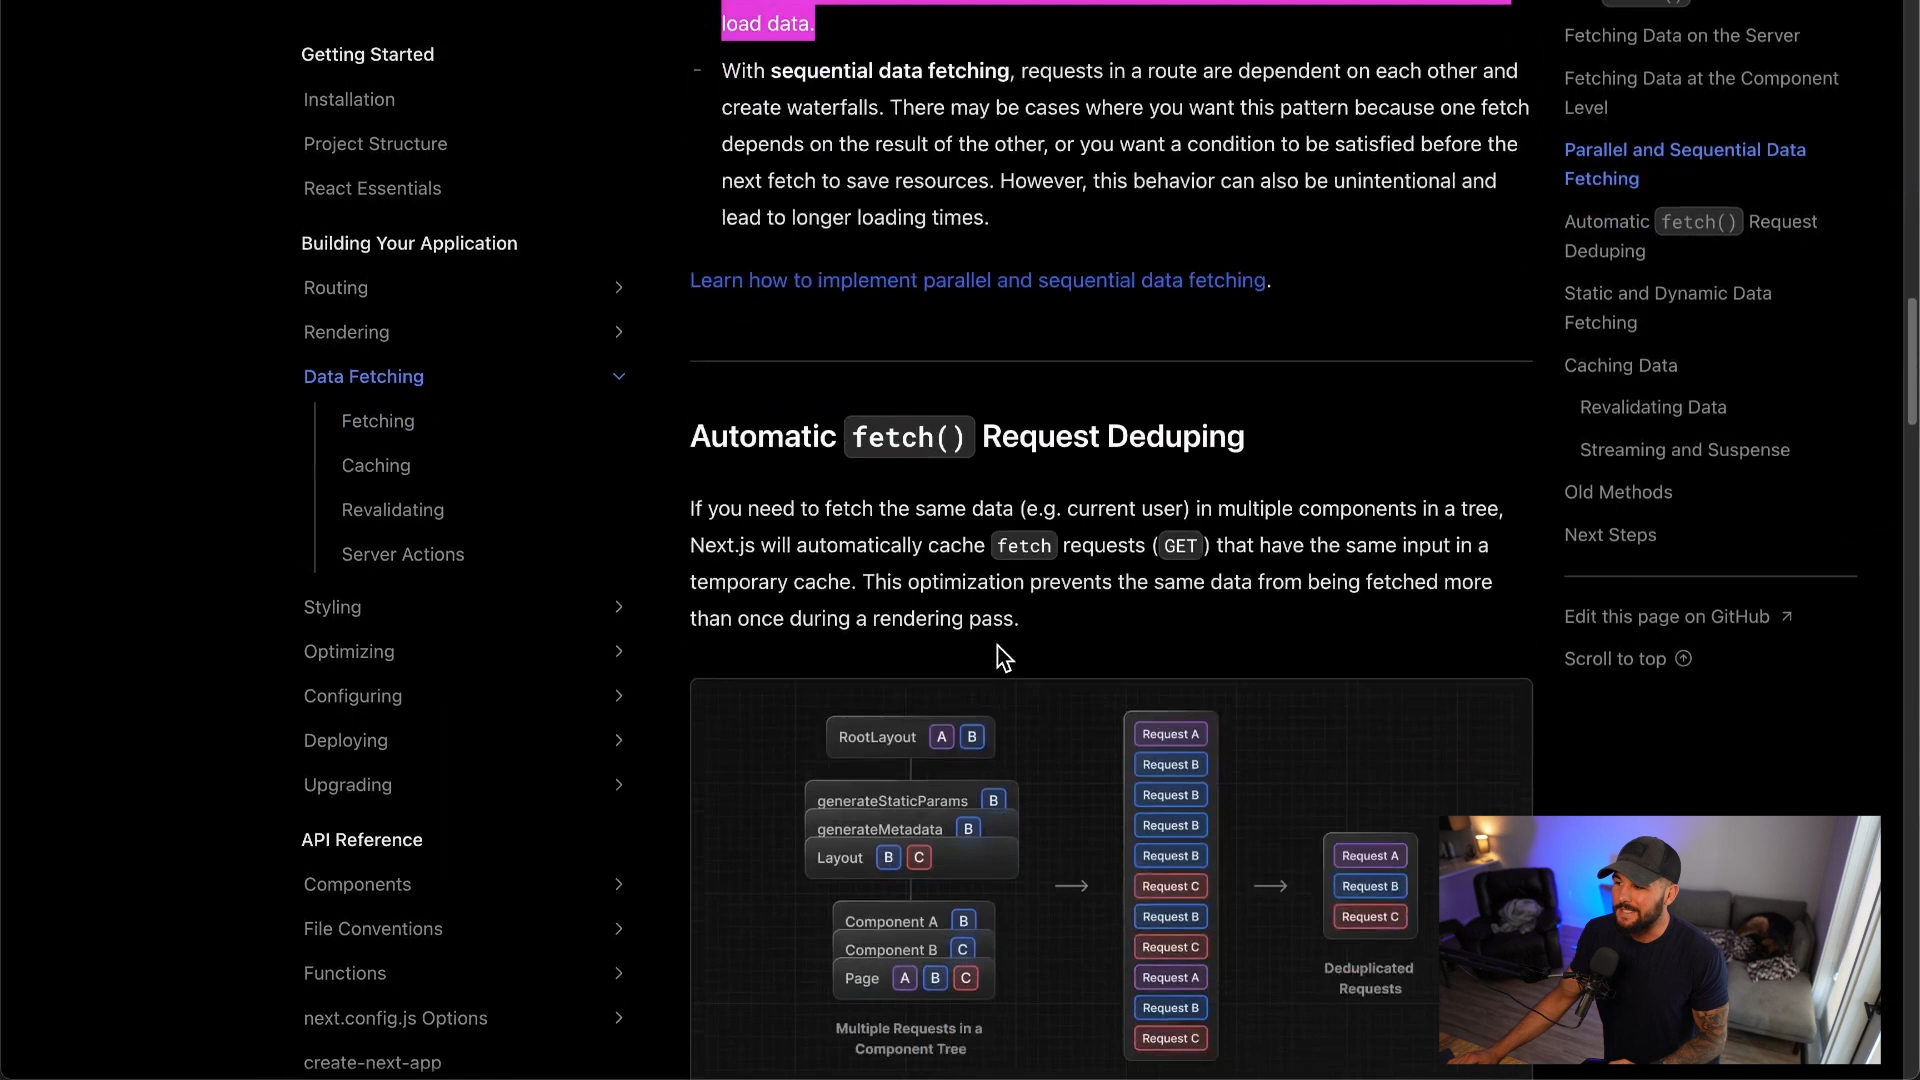 Getting Started
Installation
Project Structure
React Essentials
Building Your Application
Routing
Rendering
Data Fetching
Fetching
Caching
Revalidating
Server Actions
Styling
Optimizing
Configuring
Deploying
Upgrading
API Reference
Components
File Conventions
Functions
next.config.js Options
create-next-app
load data.
- With sequential data fetching, requests in a route are dependent on each other and
create waterfalls. There may be cases where you want this pattern because one fetch
depends on the result of the other, or you want a condition to be satisfied before the
next fetch to save resources. However, this behavior can also be unintentional and
lead to longer loading times.
Learn how to implement parallel and sequential data fetching.
Automatic fetch() Request Deduping
If you need to fetch the same data (e.g. current user) in multiple components in a tree,
Next.js will automatically cache fetch requests (GET) that have the same input in a
temporary cache. This optimization prevents the same data from being fetched more
than once during a rendering pass.
RootLayout A B
generateStaticParams B
generateMetadata B
Layout B C
Component A B
Component B C
Page A B C
Multiple Requests in a
Component Tree
Request A
Request B
Request B
Request B
Request B
Request C
Request B
Request C
Request A
Request B
Request C
Request A
Request B
Request C
Deduplicated
Requests
Fetching Data on the Server
Fetching Data at the Component
Level
Parallel and Sequential Data
Fetching
Automatic fetch() Request
Deduping
Static and Dynamic Data
Fetching
Caching Data
Revalidating Data
Streaming and Suspense
Old Methods
Next Steps
Edit this page on GitHub
Scroll to top